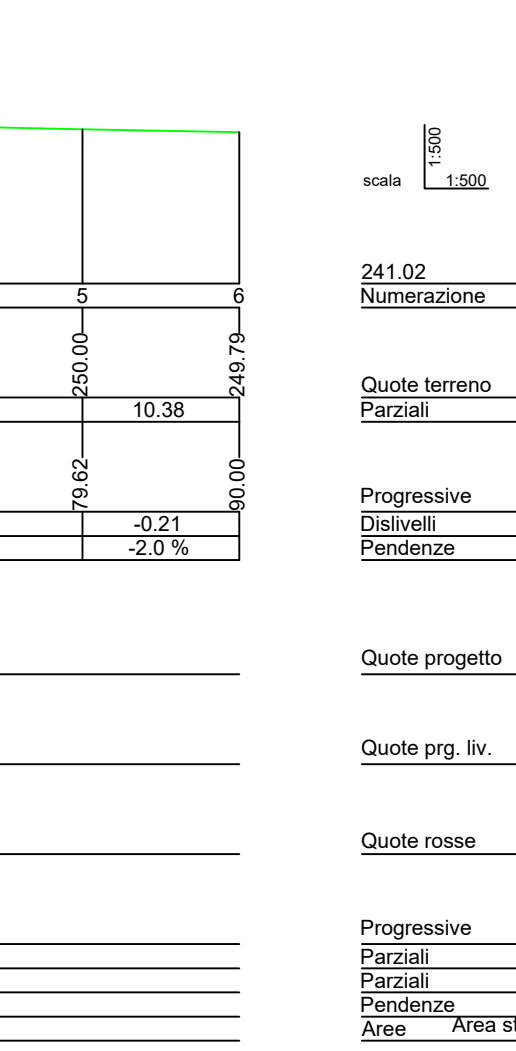 1:500
scala 1:500
241.02
5 6 Numerazione
250.00 249.79 Quote terreno
10.38 Parziali
79.62 90.00 Progressive
-0.21 Dislivelli
-2.0 % Pendenze
Quote progetto
Quote prg. liv.
Quote rosse
Progressive
Parziali
Parziali
Pendenze
Aree Area